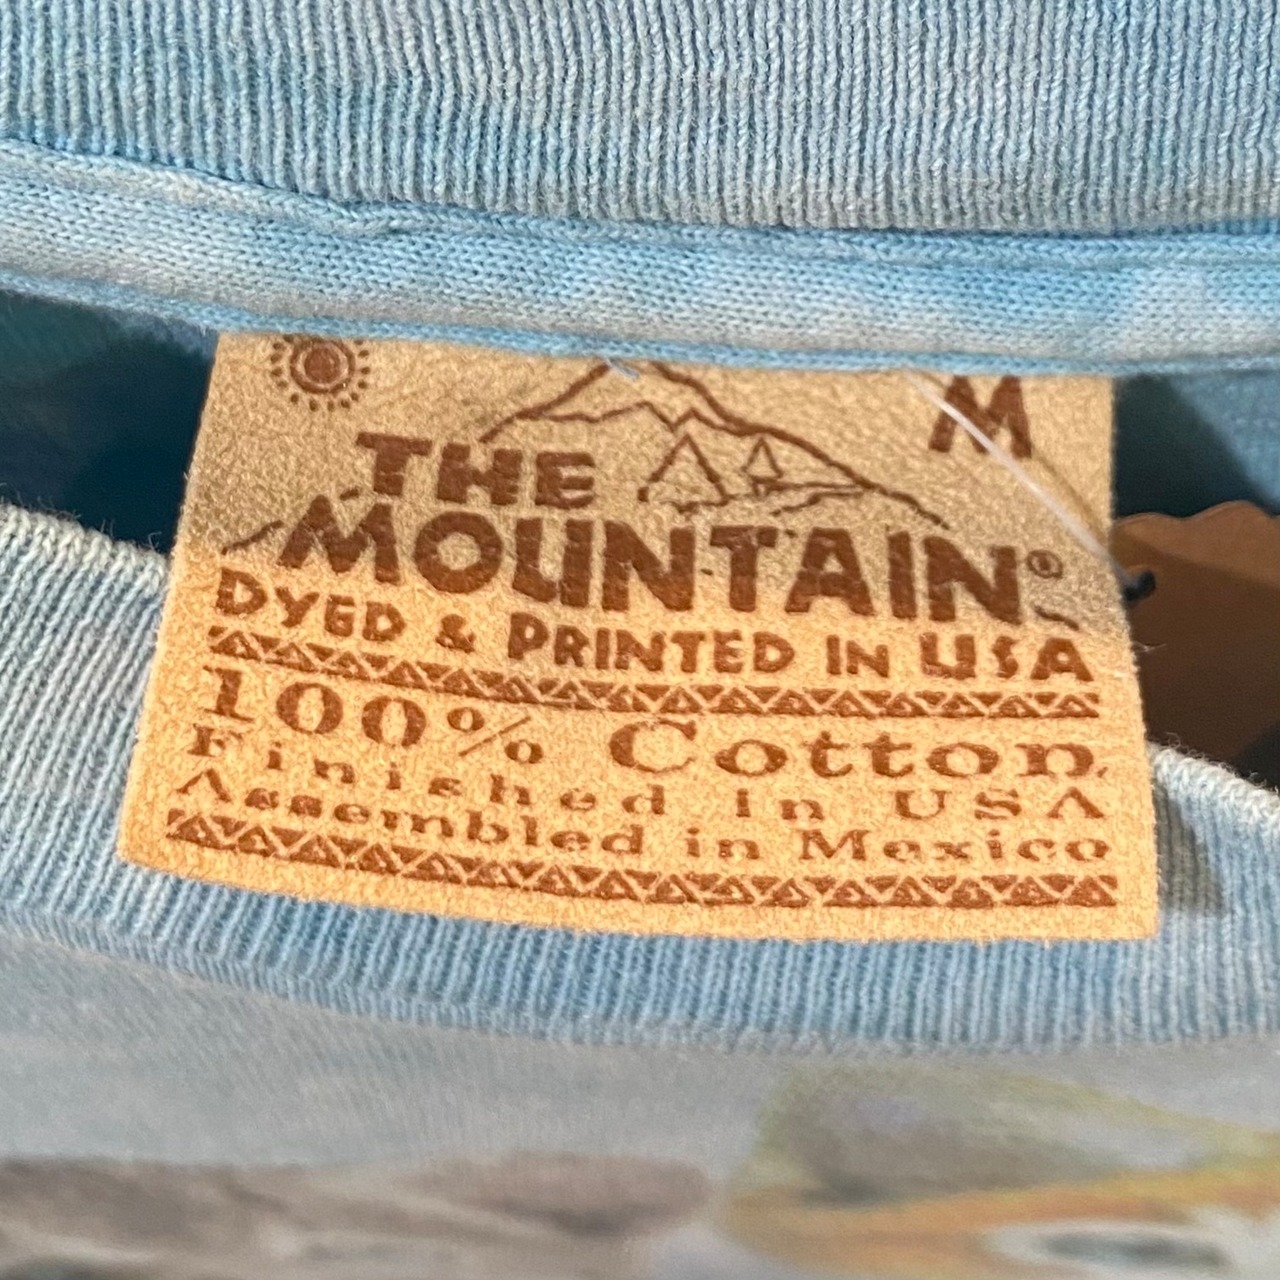 M
THE
MOUNTAIN®
DYED & PRINTED IN USA
100% Cotton
Finished in USA
Assembled in Mexico